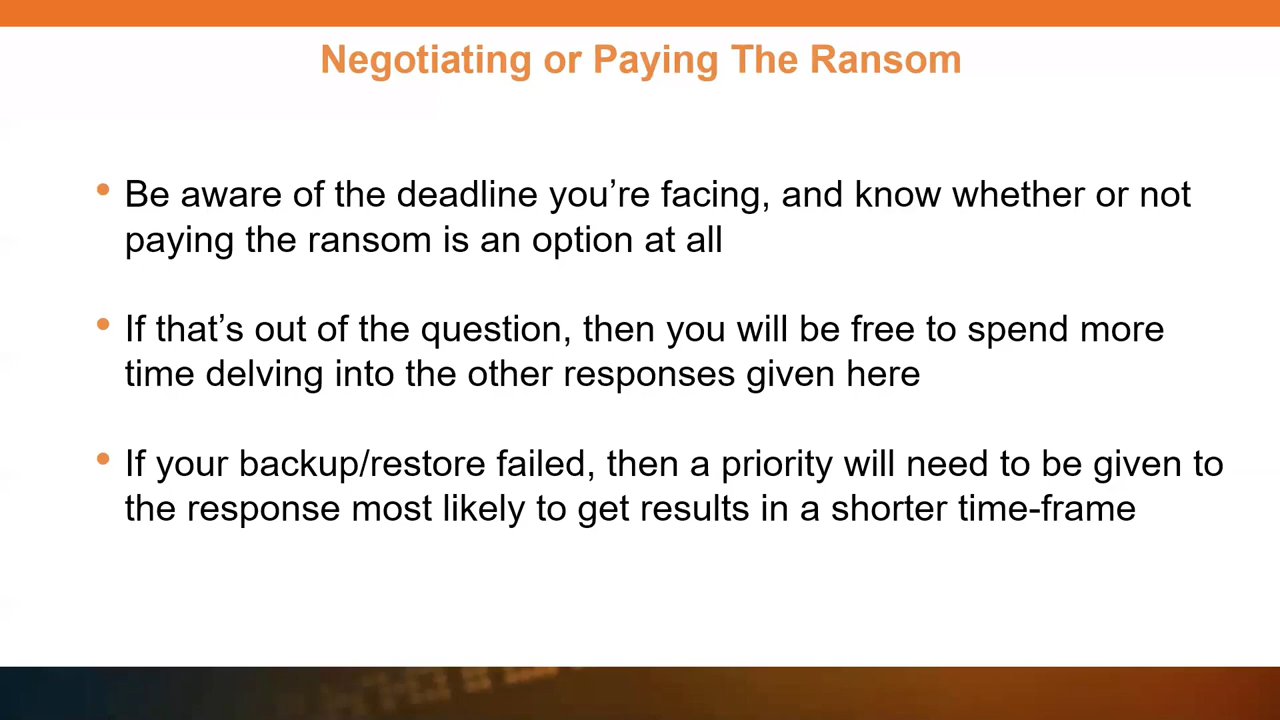 Negotiating or Paying The Ransom
• Be aware of the deadline you’re facing, and know whether or not
paying the ransom is an option at all
• If that’s out of the question, then you will be free to spend more
time delving into the other responses given here
• If your backup/restore failed, then a priority will need to be given to
the response most likely to get results in a shorter time-frame